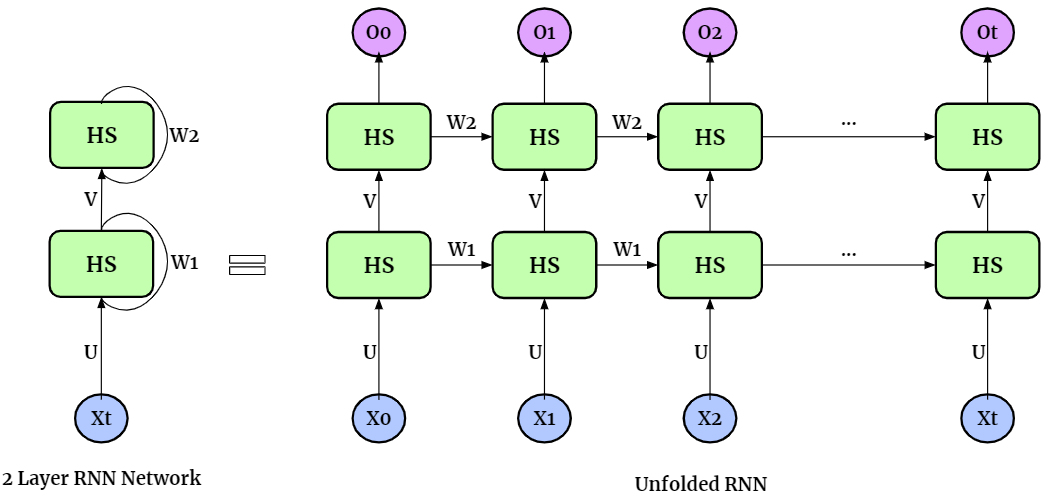 O0 O1 O2 Ot
HS W2 HS W2 HS W2 HS ... HS
V V V V V
HS W1 HS W1 HS W1 HS ... HS
U U U U U
Xt X0 X1 X2 Xt
2 Layer RNN Network
Unfolded RNN